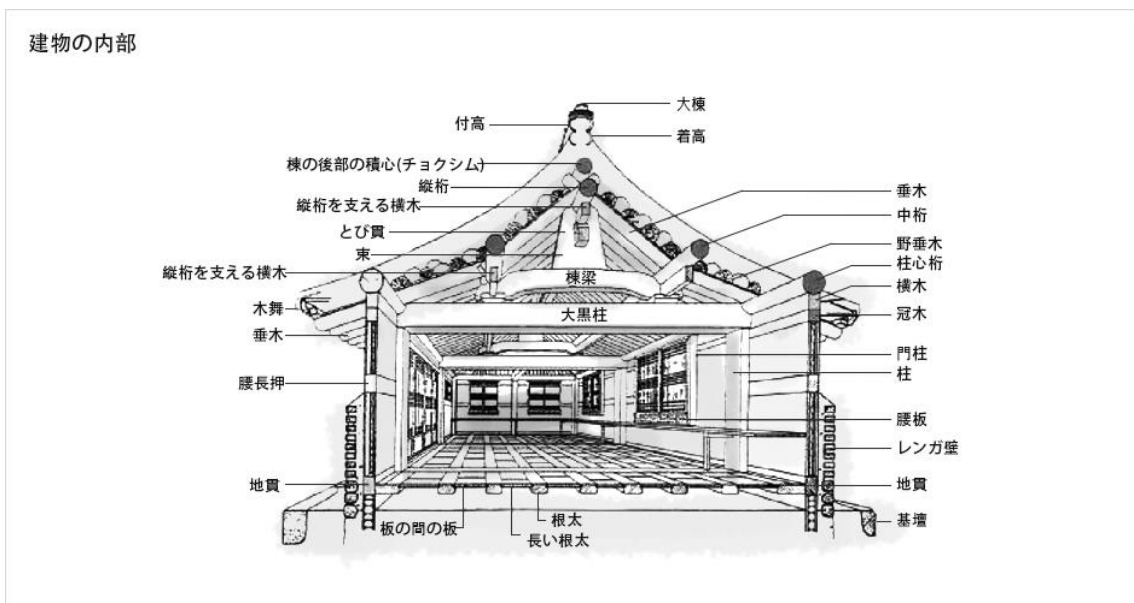 建物の内部
大棟
付高
着高
棟の後部の積心(チョクシム)
縦桁
垂木
縦桁を支える横木
中桁
とび貫
野垂木
束
柱心桁
縦桁を支える横木
棟梁
横木
木舞
大黒柱
冠木
垂木
門柱
柱
腰長押
腰板
レンガ壁
地貫
地貫
板の間の板
根太
基壇
長い根太